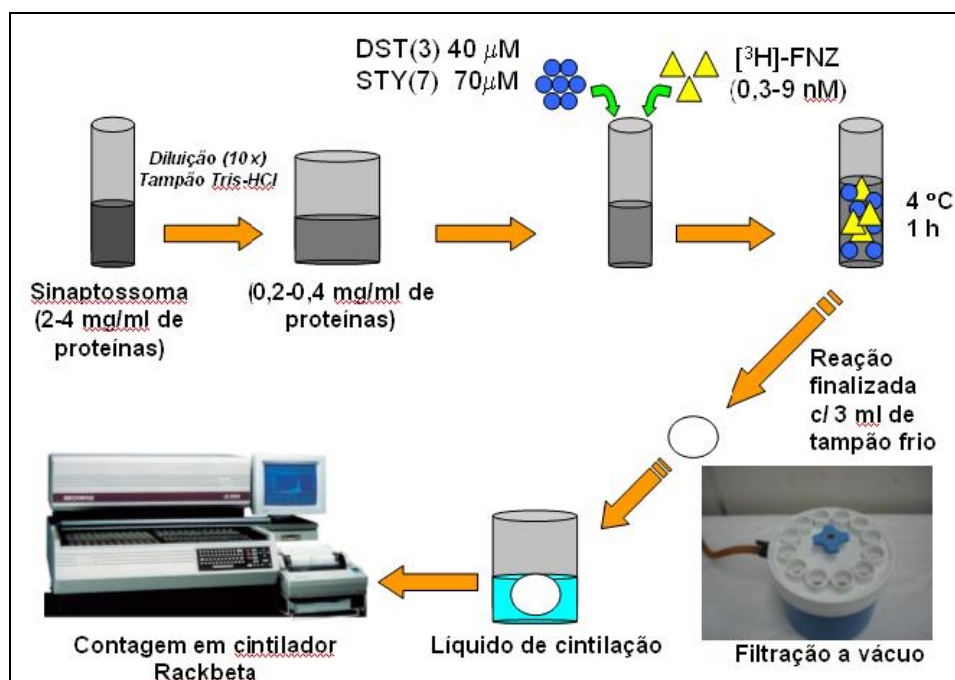 DST(3) 40 μM
STY(7) 70μM
[³H]-FNZ
(0,3-9 nM)
Diluição (10x)
Tampão Tris-HCl
4 ºC
1 h
Sinaptossoma
(2-4 mg/ml de
proteínas)
(0,2-0,4 mg/ml de
proteínas)
Reação
finalizada
c/ 3 ml de
tampão frio
BECKMAN
Contagem em cintilador
Rackbeta
Líquido de cintilação
Filtração a vácuo